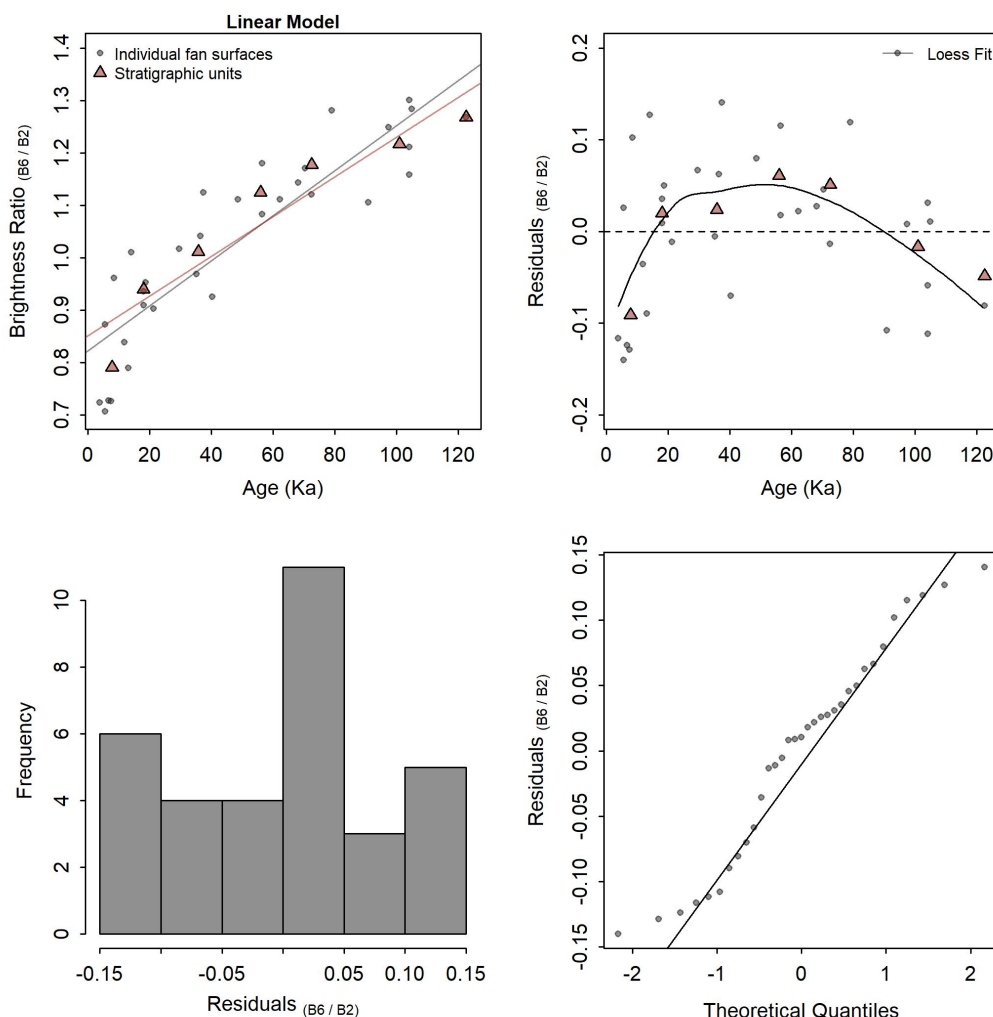 Linear Model
Individual fan surfaces
Stratigraphic units
Brightness Ratio (B6 / B2)
0.7 0.8 0.9 1.0 1.1 1.2 1.3 1.4
0 20 40 60 80 100 120
Age (Ka)
Loess Fit
Residuals (B6 / B2)
-0.2 -0.1 0.0 0.1 0.2
0 20 40 60 80 100 120
Age (Ka)
Frequency
0 2 4 6 8 10
-0.15 -0.05 0.05 0.10 0.15
Residuals (B6 / B2)
Residuals (B6 / B2)
-0.15 -0.10 -0.05 0.00 0.05 0.10 0.15
-2 -1 0 1 2
Theoretical Quantiles